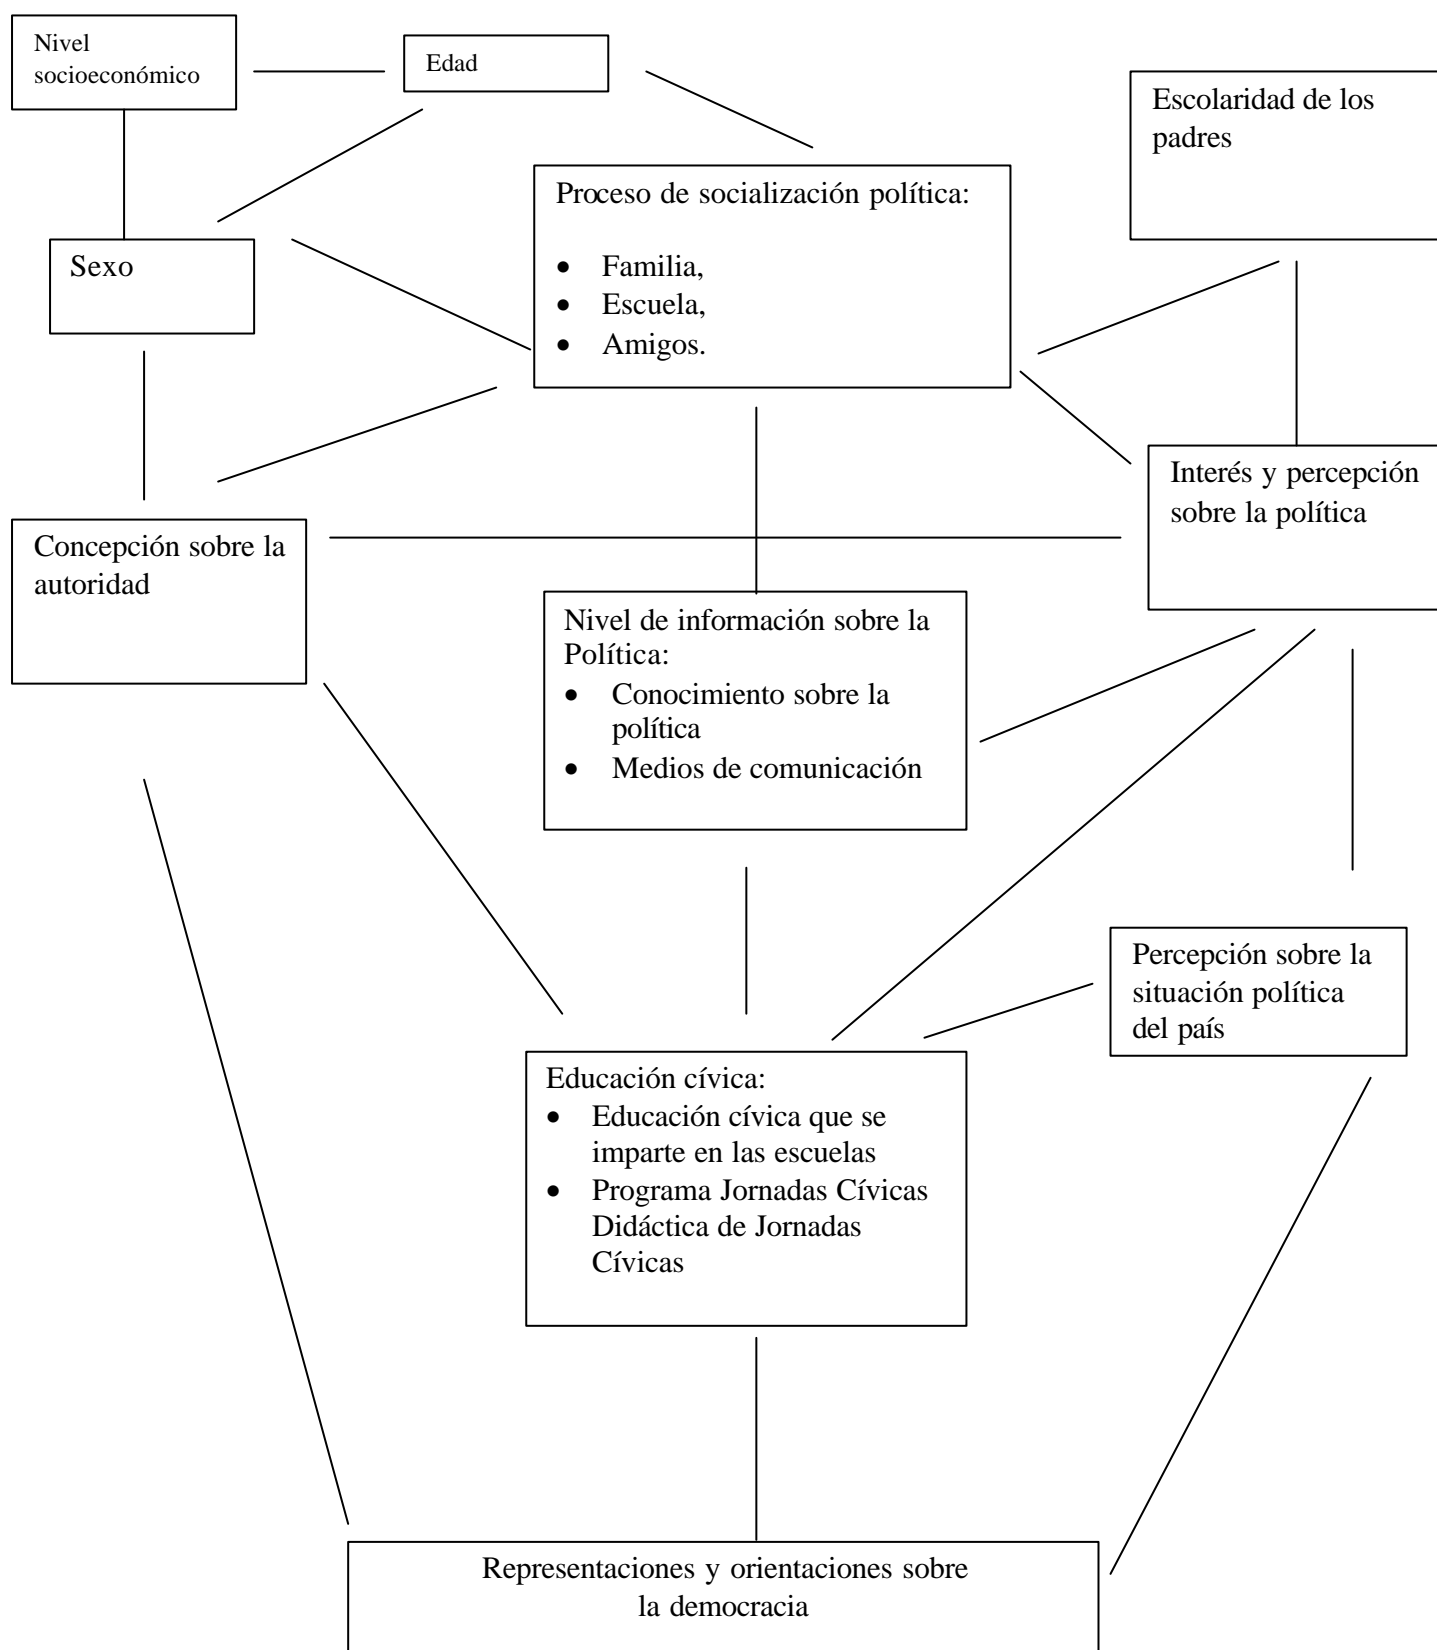 Nivel
socioeconómico
Edad
Escolaridad de los
padres
Proceso de socialización política:
• Familia,
• Escuela,
• Amigos.
Sexo
Interés y percepción
sobre la política
Concepción sobre la
autoridad
Nivel de información sobre la
Política:
• Conocimiento sobre la
política
• Medios de comunicación
Percepción sobre la
situación política
del país
Educación cívica:
• Educación cívica que se
imparte en las escuelas
• Programa Jornadas Cívicas
Didáctica de Jornadas
Cívicas
Representaciones y orientaciones sobre
la democracia